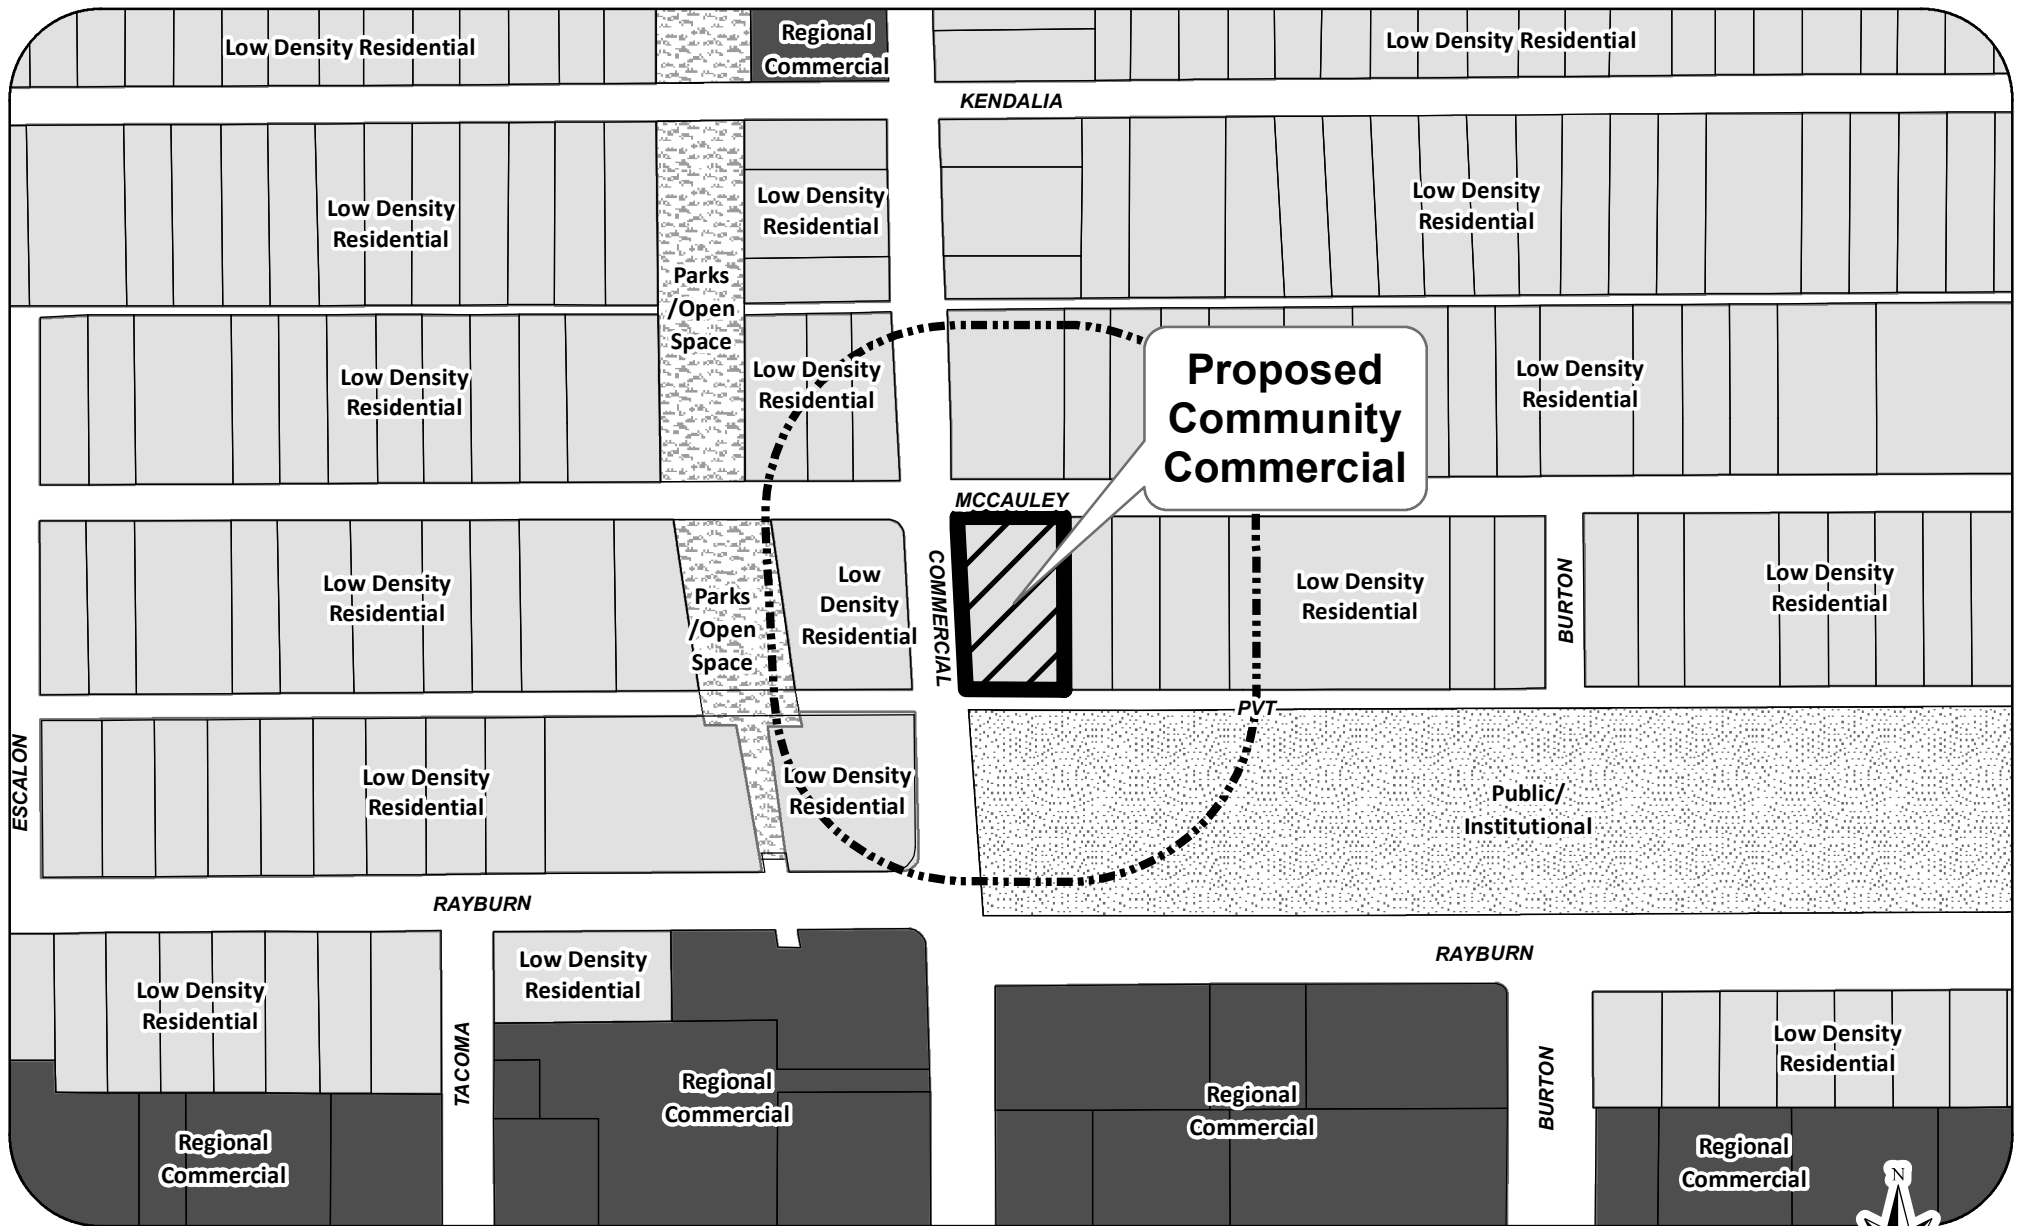 Low Density Residential
Regional
Commercial
Low Density Residential
KENDALIA
Low Density
Residential
Parks
/Open
Space
Low Density
Residential
Low Density
Residential
Low Density
Residential
Low Density
Residential
Proposed
Community
Commercial
Low Density
Residential
MCCAULEY
Low Density
Residential
Parks
/Open
Space
Low
Density
Residential
COMMERCIAL
Low Density
Residential
BURTON
Low Density
Residential
PVT
ESCALON
Low Density
Residential
Low Density
Residential
Public/
Institutional
RAYBURN
RAYBURN
Low Density
Residential
TACOMA
Low Density
Residential
Regional
Commercial
Regional
Commercial
BURTON
Low Density
Residential
Regional
Commercial
Regional
Commercial
N